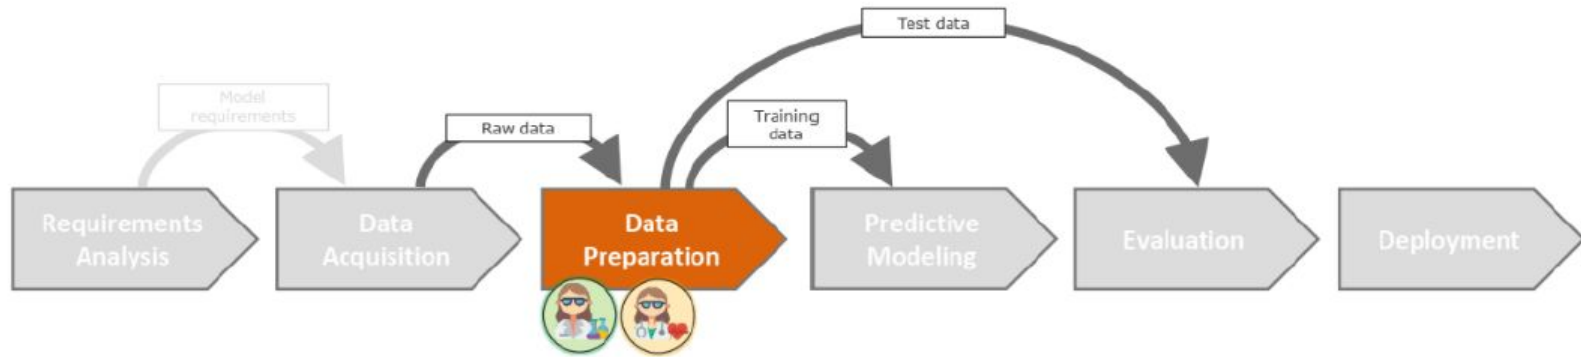 Test data
Model
requirements
Raw data
Training
data
Requirements
Analysis
Data
Acquisition
Data
Preparation
Predictive
Modeling
Evaluation
Deployment